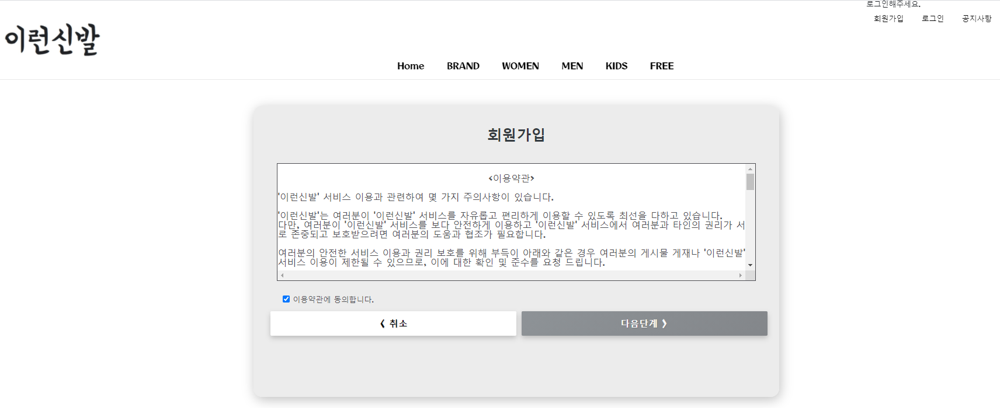 로그인해주세요.
회원가입 로그인 공지사항
이런신발
Home BRAND WOMEN MEN KIDS FREE
회원가입
<이용약관>
'이런신발' 서비스 이용과 관련하여 몇 가지 주의사항이 있습니다.
'이런신발'는 여러분이 '이런신발' 서비스를 자유롭고 편리하게 이용할 수 있도록 최선을 다하고 있습니다.
다만, 여러분이 '이런신발' 서비스를 보다 안전하게 이용하고 '이런신발' 서비스에서 여러분과 타인의 권리가 서
로 존중되고 보호받으려면 여러분의 도움과 협조가 필요합니다.
여러분의 안전한 서비스 이용과 권리 보호를 위해 부득이 아래와 같은 경우 여러분의 게시물 게재나 '이런신발'
서비스 이용이 제한될 수 있으므로, 이에 대한 확인 및 준수를 요청 드립니다.
이용약관에 동의합니다.
《 취소
다음단계 》